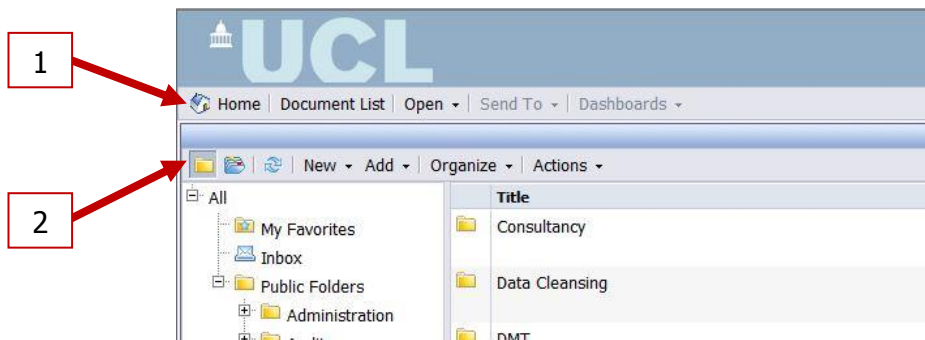 UCL
1
Home Document List Open Send To Dashboards
New Add Organize Actions
2
All
Title
My Favorites
Consultancy
Inbox
Public Folders
Data Cleansing
Administration
DMT